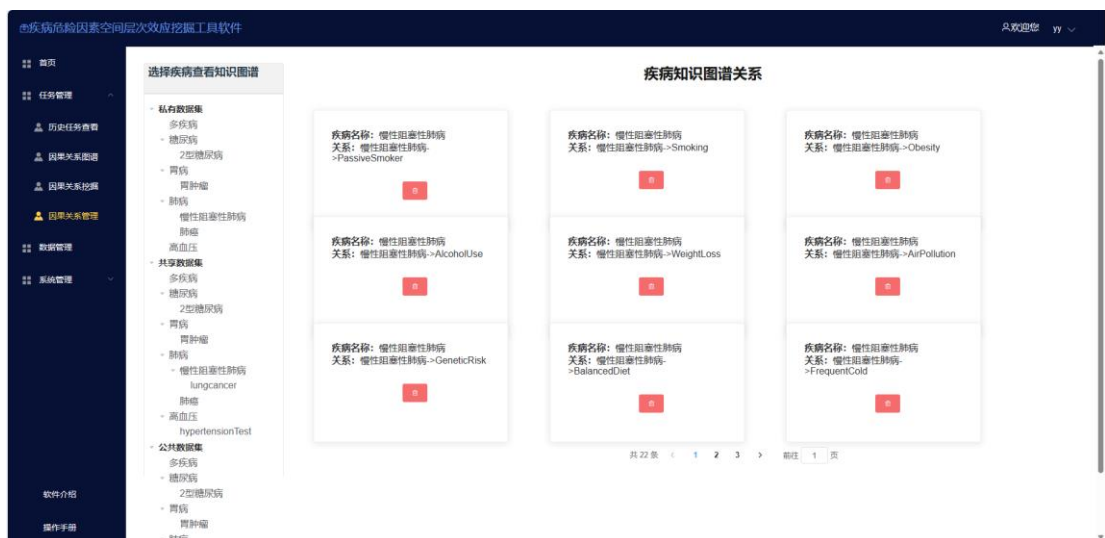 疾病危险因素空间层次效应挖掘工具软件
欢迎您 yy
首页
任务管理
历史任务查看
因果关系图谱
因果关系挖掘
因果关系管理
数据管理
系统管理
软件介绍
操作手册
选择疾病查看知识图谱
私有数据集
多疾病
糖尿病
2型糖尿病
胃病
胃肿瘤
肺病
慢性阻塞性肺病
肺癌
高血压
共享数据集
多疾病
糖尿病
2型糖尿病
胃病
胃肿瘤
肺病
慢性阻塞性肺病
lungcancer
肺癌
高血压
hypertensionTest
公共数据集
多疾病
糖尿病
2型糖尿病
胃病
胃肿瘤
疾病知识图谱关系
疾病名称：慢性阻塞性肺病
关系：慢性阻塞性肺病-
>PassiveSmoker
疾病名称：慢性阻塞性肺病
关系：慢性阻塞性肺病->Smoking
疾病名称：慢性阻塞性肺病
关系：慢性阻塞性肺病->Obesity
疾病名称：慢性阻塞性肺病
关系：慢性阻塞性肺病->AlcoholUse
疾病名称：慢性阻塞性肺病
关系：慢性阻塞性肺病->WeightLoss
疾病名称：慢性阻塞性肺病
关系：慢性阻塞性肺病->AirPollution
疾病名称：慢性阻塞性肺病
关系：慢性阻塞性肺病->GeneticRisk
疾病名称：慢性阻塞性肺病
关系：慢性阻塞性肺病-
>BalancedDiet
疾病名称：慢性阻塞性肺病
关系：慢性阻塞性肺病-
>FrequentCold
共 22 条 < 1 2 3 > 前往 1 页